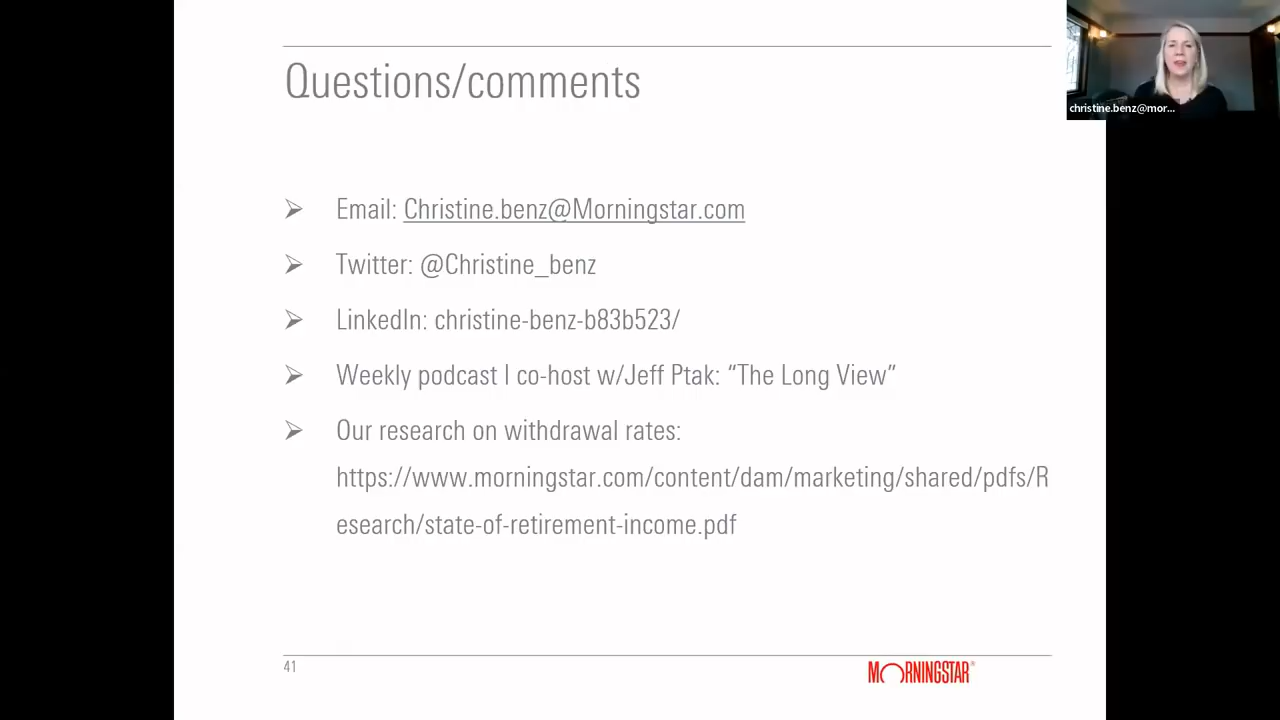 Questions/comments
christine.benz@mor...
Email: Christine.benz@Morningstar.com
Twitter: @Christine_benz
LinkedIn: christine-benz-b83b523/
Weekly podcast I co-host w/Jeff Ptak: “The Long View”
Our research on withdrawal rates:
https://www.morningstar.com/content/dam/marketing/shared/pdfs/R
esearch/state-of-retirement-income.pdf
41
MORNINGSTAR®